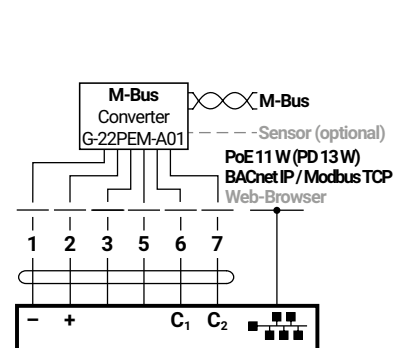 M-Bus
Converter
G-22PEM-A01
M-Bus
Sensor (optional)
PoE 11 W (PD 13 W)
BACnet IP / Modbus TCP
Web-Browser
1 2 3 5 6 7
– + C₁ C₂